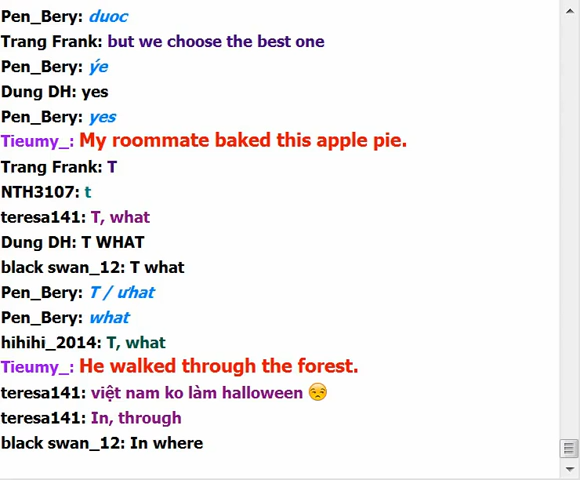 Pen_Bery: duoc
Trang Frank: but we choose the best one
Pen_Bery: ýe
Dung DH: yes
Pen_Bery: yes
Tieumy_: My roommate baked this apple pie.
Trang Frank: T
NTH3107: t
teresa141: T, what
Dung DH: T WHAT
black swan_12: T what
Pen_Bery: T / ưhat
Pen_Bery: what
hihihi_2014: T, what
Tieumy_: He walked through the forest.
teresa141: việt nam ko làm halloween 😒
teresa141: In, through
black swan_12: In where